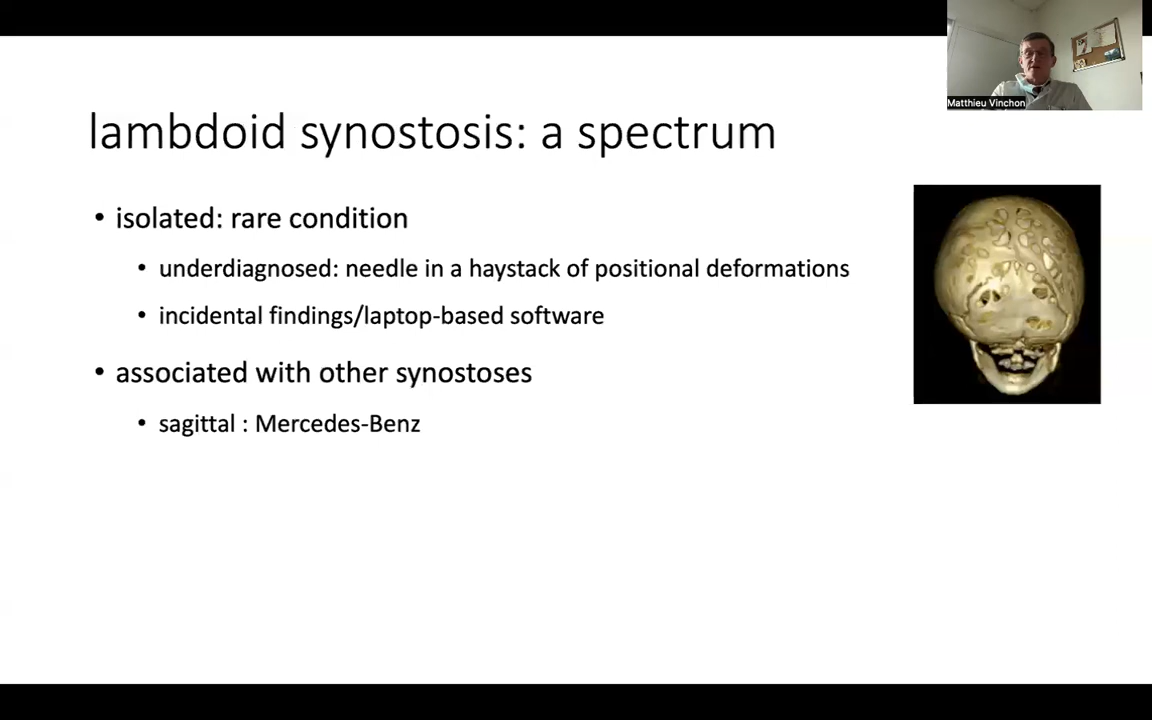 Matthieu Vinchon
lambdoid synostosis: a spectrum
• isolated: rare condition
• underdiagnosed: needle in a haystack of positional deformations
• incidental findings/laptop-based software
• associated with other synostoses
• sagittal : Mercedes-Benz